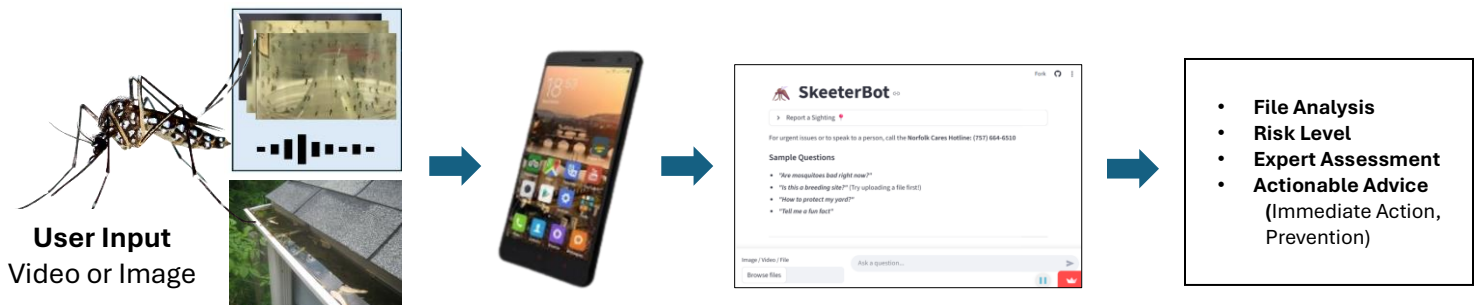 User Input
Video or Image
18:50
Fork
SkeeterBot
> Report a Sighting
For urgent issues or to speak to a person, call the Norfolk Cares Hotline: (757) 664-6510
Sample Questions
• "Are mosquitoes bad right now?"
• "Is this a breeding site?" (Try uploading a file first!)
• "How to protect my yard?"
• "Tell me a fun fact"
Image / Video / File
Browse files
Ask a question...
• File Analysis
• Risk Level
• Expert Assessment
• Actionable Advice
(Immediate Action,
Prevention)